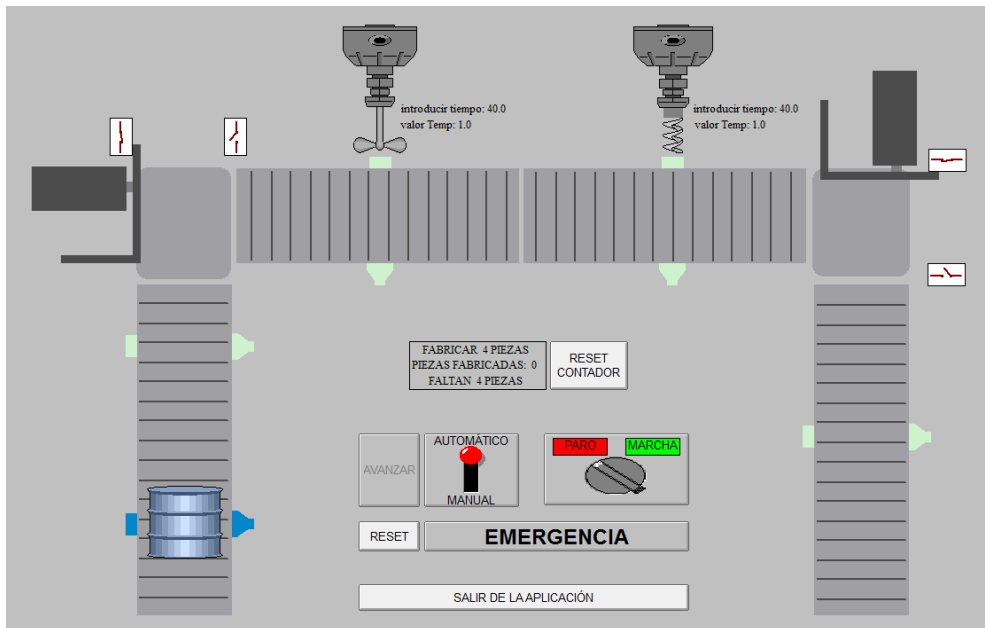 introducir tiempo: 40.0
valor Temp: 1.0
introducir tiempo: 40.0
valor Temp: 1.0
FABRICAR 4 PIEZAS
PIEZAS FABRICADAS: 0
FALTAN 4 PIEZAS
RESET
CONTADOR
AVANZAR
AUTOMÁTICO
MANUAL
PARO
MARCHA
RESET
EMERGENCIA
SALIR DE LA APLICACIÓN